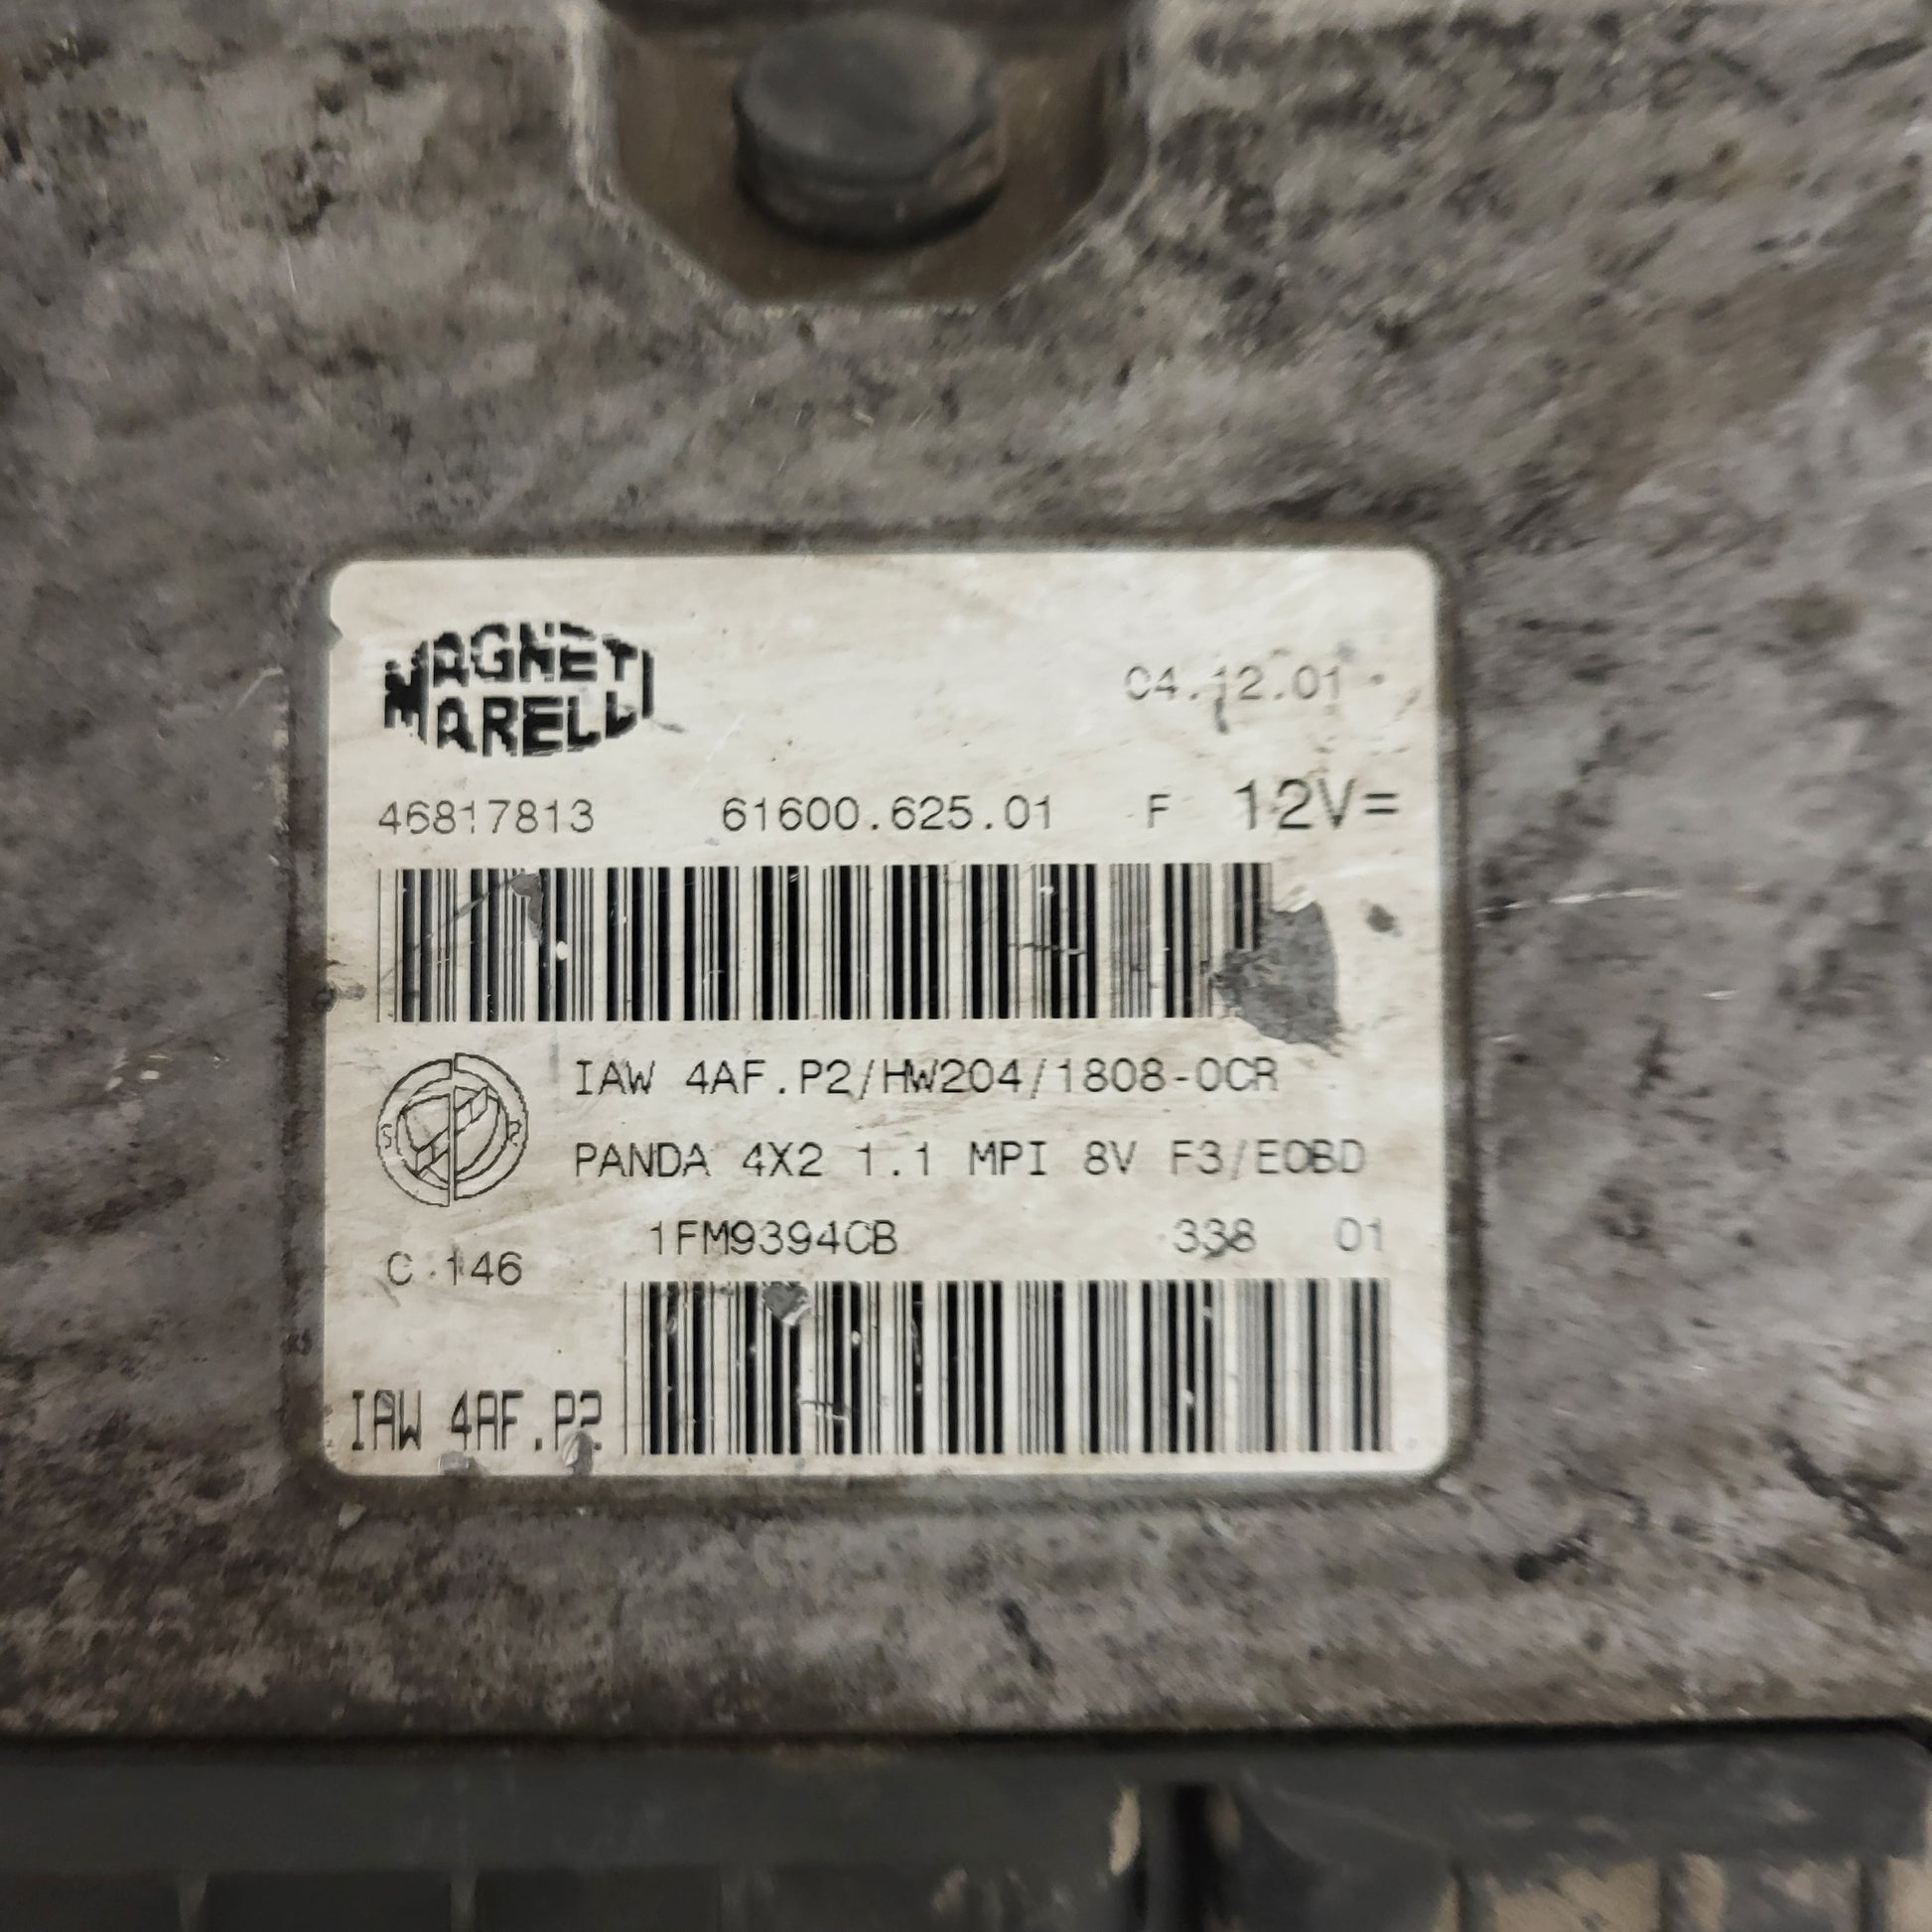 MAGNETI
MARELLI
04.12.01
46817813 61600.625.01 F 12V=
IAW 4AF.P2/HW204/1808-0CR
PANDA 4X2 1.1 MPI 8V F3/EOBD
1FM9394CB 338 01
C 146
IAW 4AF.P2